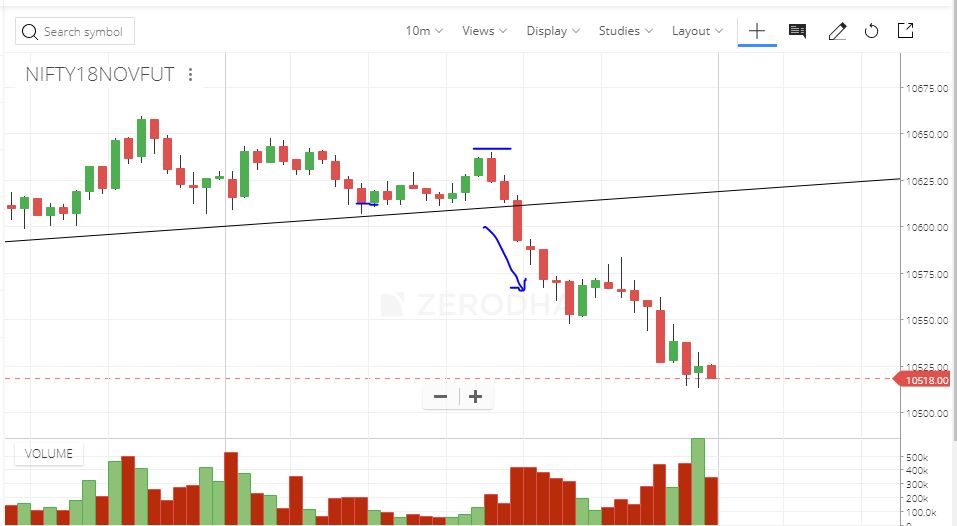 Search symbol 10m Views Display Studies Layout
NIFTY18NOVFUT
10675.00
10650.00
10625.00
10600.00
10575.00
ZERODHA
10550.00
10525.00
10518.00
10500.00
VOLUME
500k
400k
300k
200k
100.0k
0